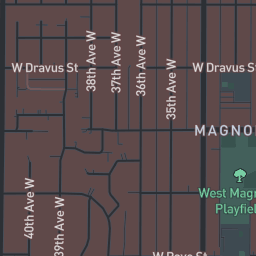 38th Ave W
37th Ave W
36th Ave W
35th Ave W
W Dravus St
W Dravus St
MAGNO
West Magn
Playfiel
40th Ave W
39th Ave W
W Dravo St